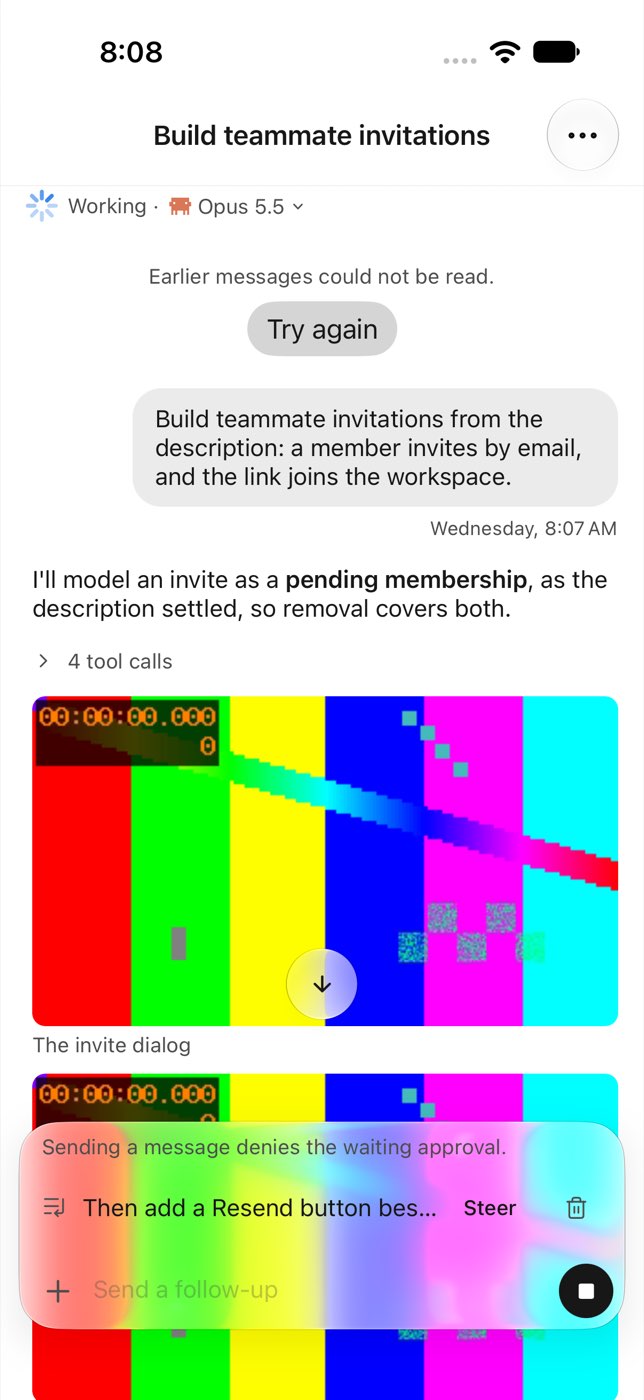 8:08
Build teammate invitations
Working · Opus 5.5
Earlier messages could not be read.
Try again
Build teammate invitations from the
description: a member invites by email,
and the link joins the workspace.
Wednesday, 8:07 AM
I'll model an invite as a pending membership, as the
description settled, so removal covers both.
4 tool calls
00:00:00.000
0
The invite dialog
00:00:00.000
Sending a message denies the waiting approval.
Then add a Resend button bes... Steer
Send a follow-up